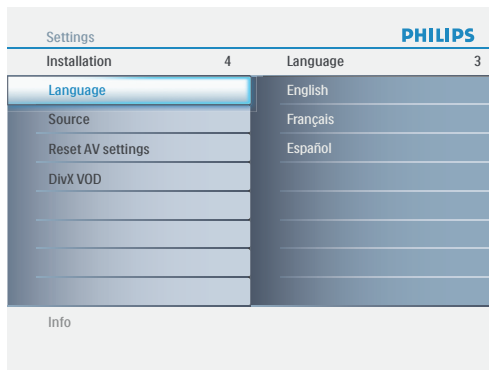 Settings
PHILIPS
Installation 4
Language 3
Language
English
Source
Français
Reset AV settings
Español
DivX VOD
Info